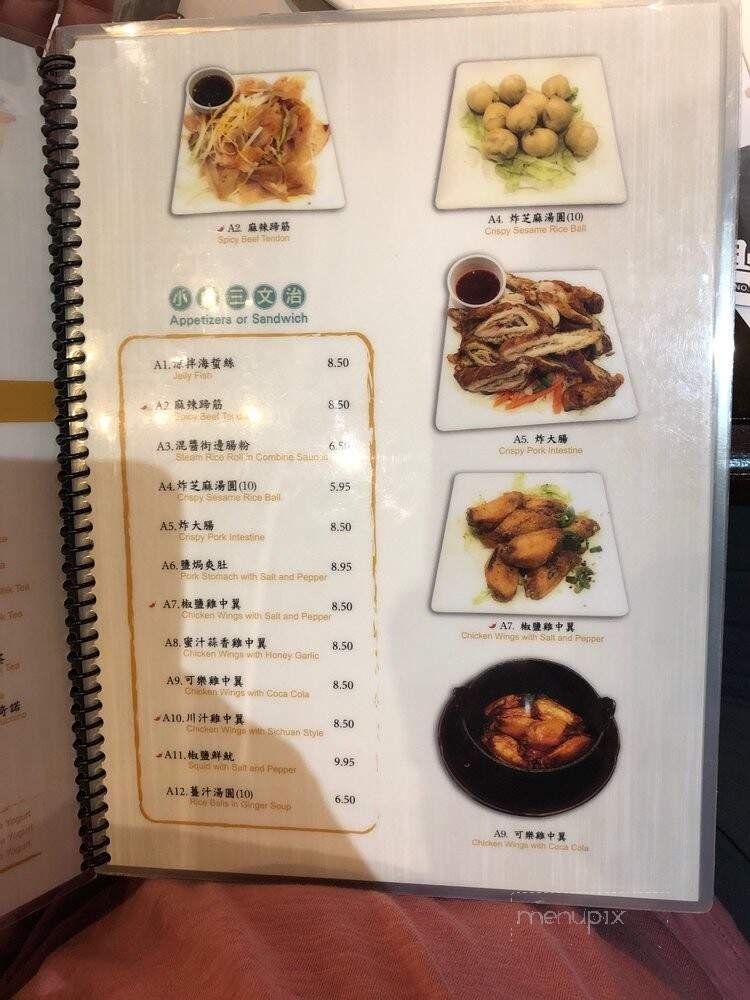 A2. 麻辣蹄筋
Spicy Beef Tendon
A4. 炸芝麻湯圓(10)
Crispy Sesame Rice Ball
小 三文治
Appetizers or Sandwich
A1.涼拌海蜇絲 8.50
Jelly Fish
A2 麻辣蹄筋 8.50
Spicy Beef Tendon
A3.混醬街邊腸粉 6.50
Steam Rice Roll in Combine Sauces
A4.炸芝麻湯圓(10) 5.95
Crispy Sesame Rice Ball
A5.炸大腸 8.50
Crispy Pork Intestine
A6.鹽焗爽肚 8.95
Pork Stomach with Salt and Pepper
A7.椒鹽雞中翼 8.50
Chicken Wings with Salt and Pepper
A8.蜜汁蒜香雞中翼 8.50
Chicken Wings with Honey Garlic
A9.可樂雞中翼 8.50
Chicken Wings with Coca Cola
A10.川汁雞中翼 8.50
Chicken Wings with Sichuan Style
A11.椒鹽鮮魷 9.95
Squid with Salt and Pepper
A12.薑汁湯圓(10) 6.50
Rice Balls in Ginger Soup
A5. 炸大腸
Crispy Pork Intestine
A7. 椒鹽雞中翼
Chicken Wings with Salt and Pepper
A9. 可樂雞中翼
Chicken Wings with Coca Cola
Tea
Tea
Yogurt
Yogurt
Yogurt
NO.
menupix